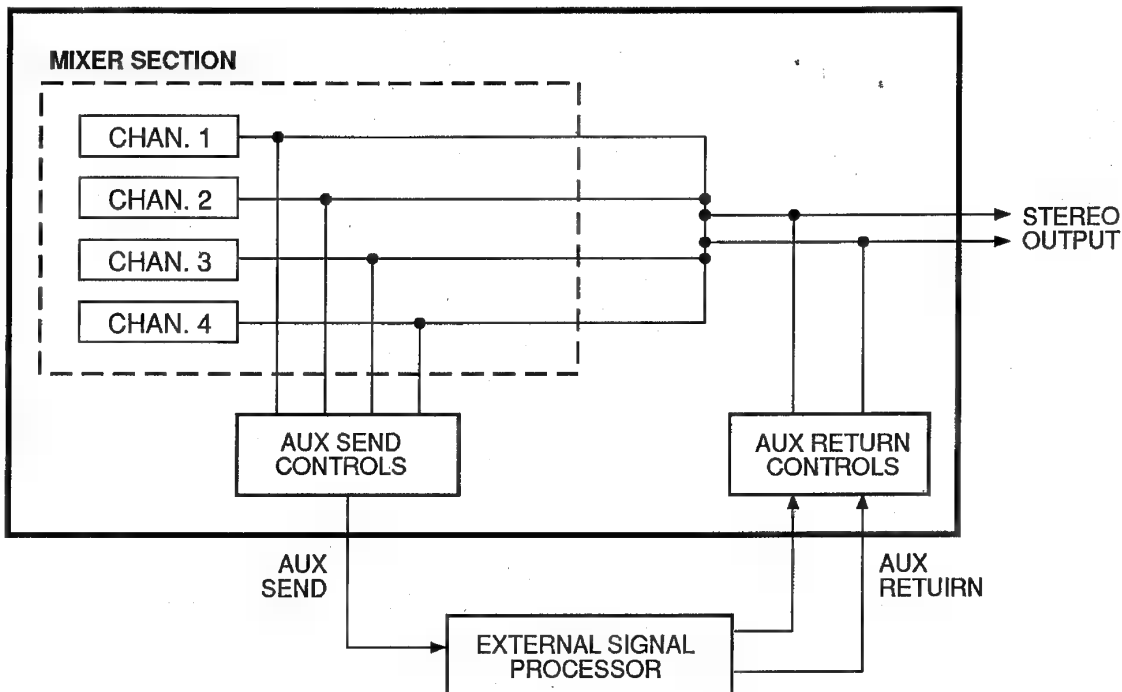 MIXER SECTION
CHAN. 1
CHAN. 2
CHAN. 3
CHAN. 4
STEREO
OUTPUT
AUX SEND
CONTROLS
AUX RETURN
CONTROLS
AUX
SEND
AUX
RETUIRN
EXTERNAL SIGNAL
PROCESSOR